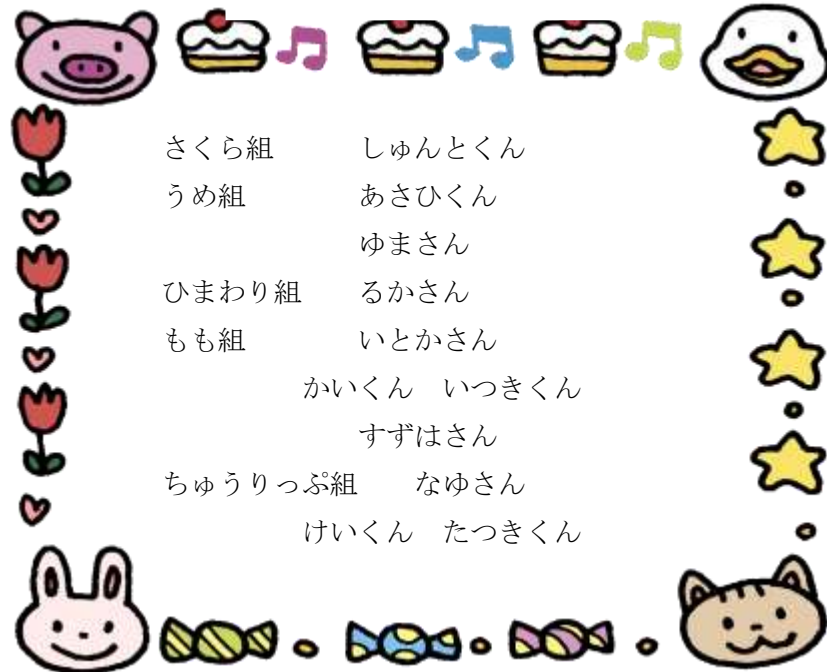 さくら組　　　しゅんとくん
うめ組　　　　あさひくん
ゆまさん
ひまわり組　　るかさん
もも組　　　　いとかさん
かいくん　いつきくん
すずはさん
ちゅうりっぷ組　　なゆさん
けいくん　たつきくん